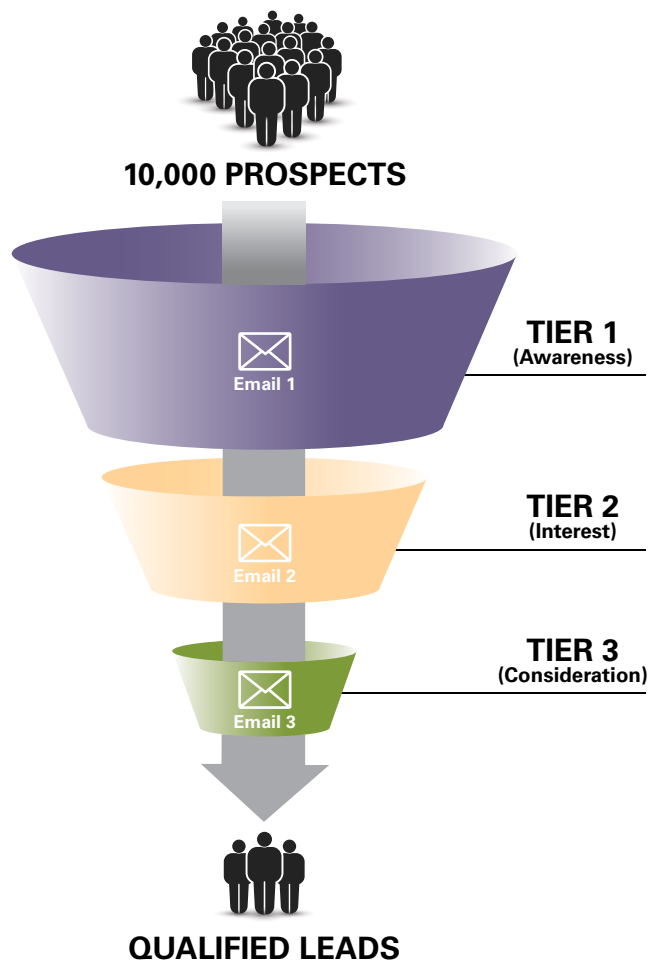 10,000 PROSPECTS
TIER 1
(Awareness)
Email 1
TIER 2
(Interest)
Email 2
TIER 3
(Consideration)
Email 3
QUALIFIED LEADS